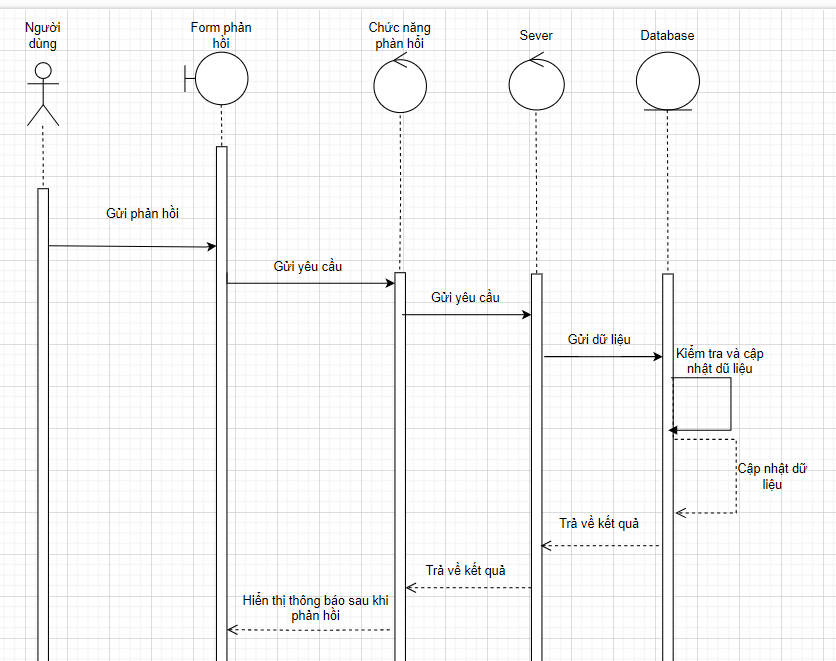 Người
dùng
Form phản
hồi
Chức năng
phản hồi
Sever
Database
Gửi phản hồi
Gửi yêu cầu
Gửi yêu cầu
Gửi dữ liệu
Kiểm tra và cập
nhật dũ liệu
Cập nhật dữ
liệu
Trả về kết quả
Trả về kết quả
Hiển thị thông báo sau khi
phản hồi